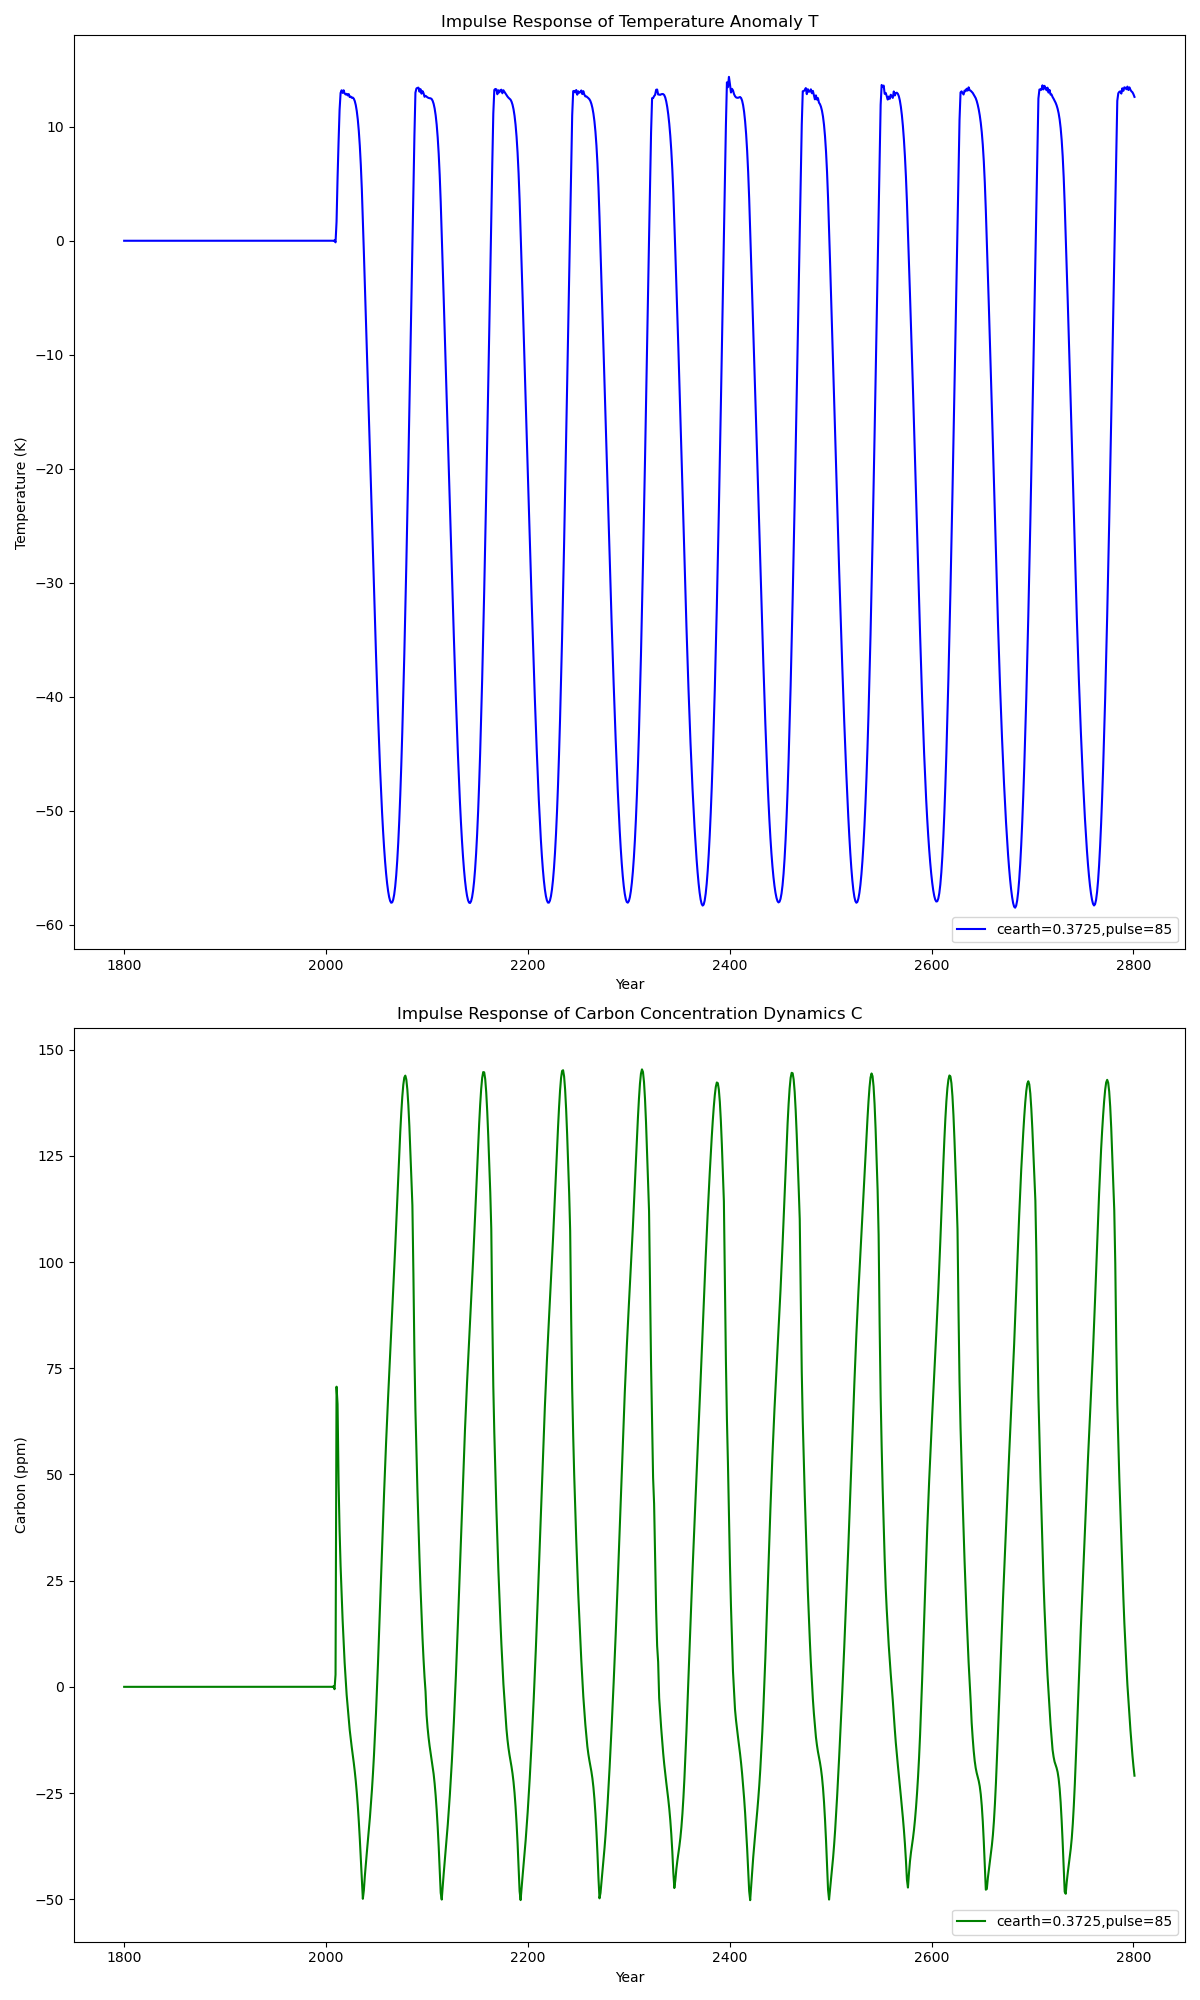 Impulse Response of Temperature Anomaly T
Temperature (K)
10
0
−10
−20
−30
−40
−50
−60
cearth=0.3725,pulse=85
1800 2000 2200 2400 2600 2800
Year
Impulse Response of Carbon Concentration Dynamics C
Carbon (ppm)
150
125
100
75
50
25
0
−25
−50
cearth=0.3725,pulse=85
1800 2000 2200 2400 2600 2800
Year